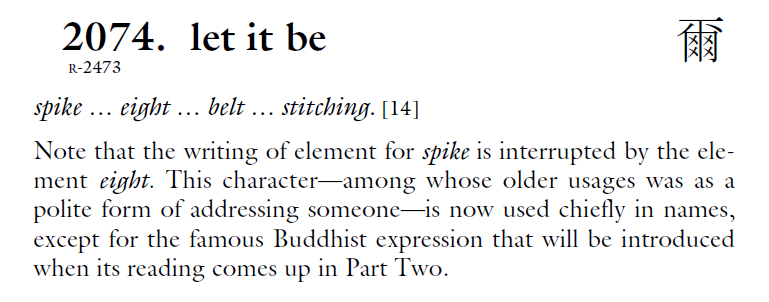 2074. let it be 爾
R-2473
spike … eight … belt … stitching. [14]
Note that the writing of element for spike is interrupted by the ele-
ment eight. This character—among whose older usages was as a
polite form of addressing someone—is now used chiefly in names,
except for the famous Buddhist expression that will be introduced
when its reading comes up in Part Two.